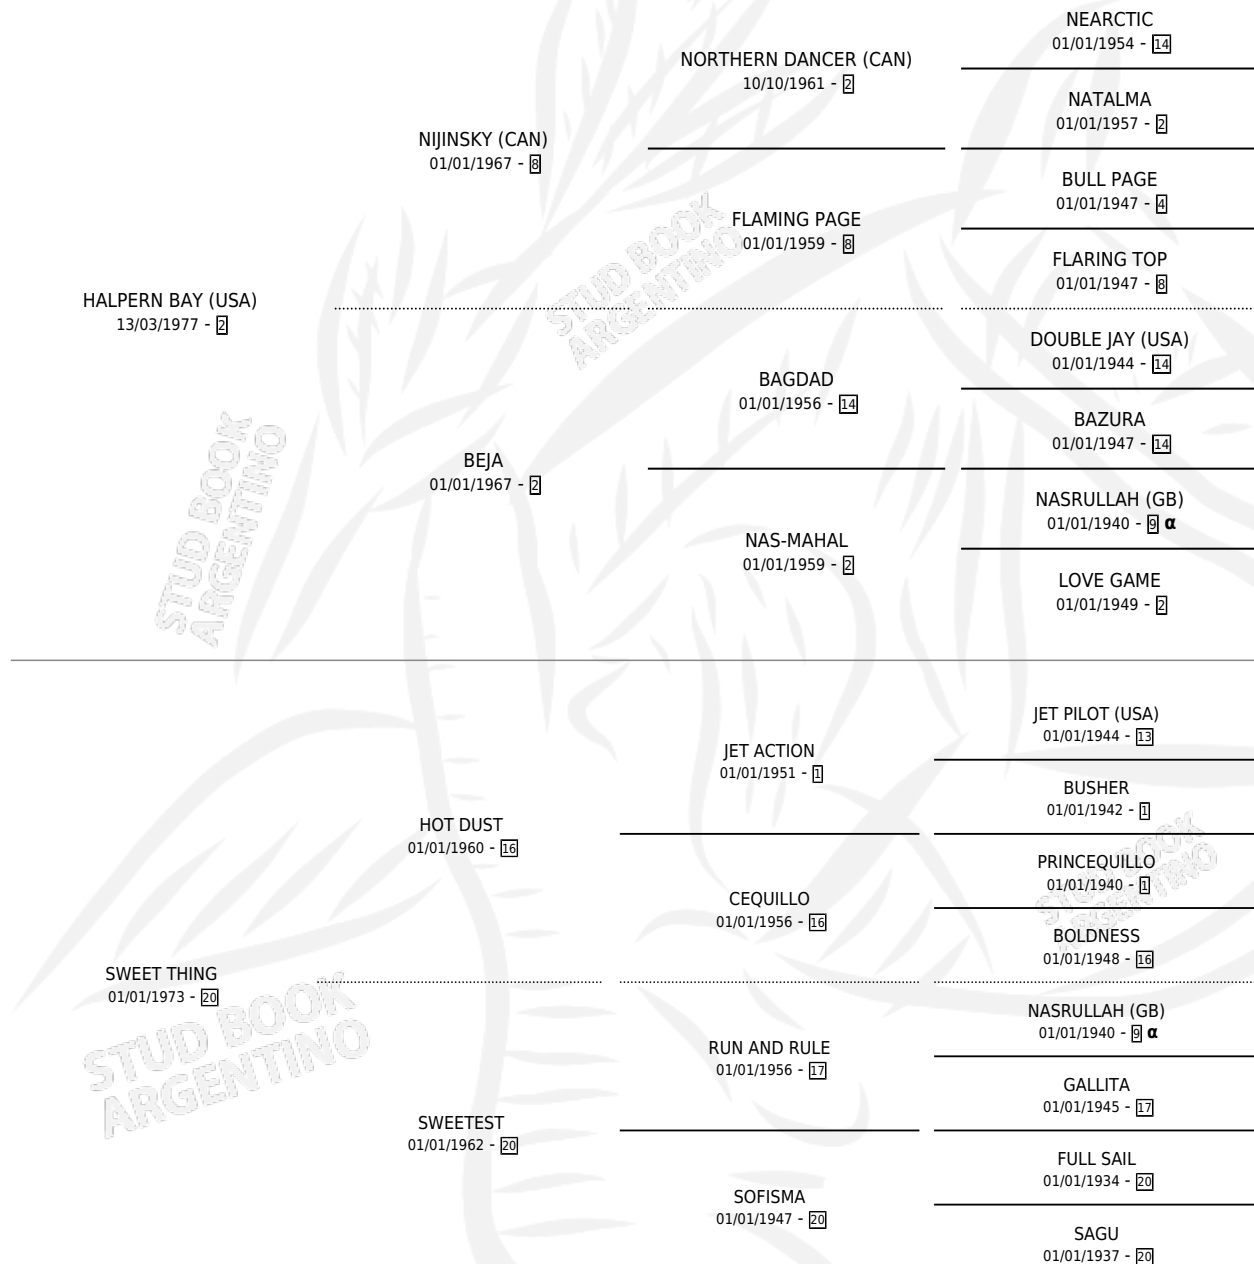 NEARCTIC
01/01/1954 - 14
NORTHERN DANCER (CAN)
10/10/1961 - 2
NATALMA
01/01/1957 - 2
NIJINSKY (CAN)
01/01/1967 - 8
BULL PAGE
01/01/1947 - 4
FLAMING PAGE
01/01/1959 - 8
FLARING TOP
01/01/1947 - 8
HALPERN BAY (USA)
13/03/1977 - 2
DOUBLE JAY (USA)
01/01/1944 - 14
BAGDAD
01/01/1956 - 14
BAZURA
01/01/1947 - 14
BEJA
01/01/1967 - 2
NASRULLAH (GB)
01/01/1940 - 9 α
NAS-MAHAL
01/01/1959 - 2
LOVE GAME
01/01/1949 - 2
JET PILOT (USA)
01/01/1944 - 13
JET ACTION
01/01/1951 - 1
BUSHER
01/01/1942 - 1
HOT DUST
01/01/1960 - 16
PRINCEQUILLO
01/01/1940 - 1
CEQUILLO
01/01/1956 - 16
BOLDNESS
01/01/1948 - 16
SWEET THING
01/01/1973 - 20
NASRULLAH (GB)
01/01/1940 - 9 α
RUN AND RULE
01/01/1956 - 17
GALLITA
01/01/1945 - 17
SWEETEST
01/01/1962 - 20
FULL SAIL
01/01/1934 - 20
SOFISMA
01/01/1947 - 20
SAGU
01/01/1937 - 20
STUD BOOK
ARGENTINO
STUD BOOK
ARGENTINO
STUD BOOK
ARGENTINO
STUD BOOK
ARGENTINO